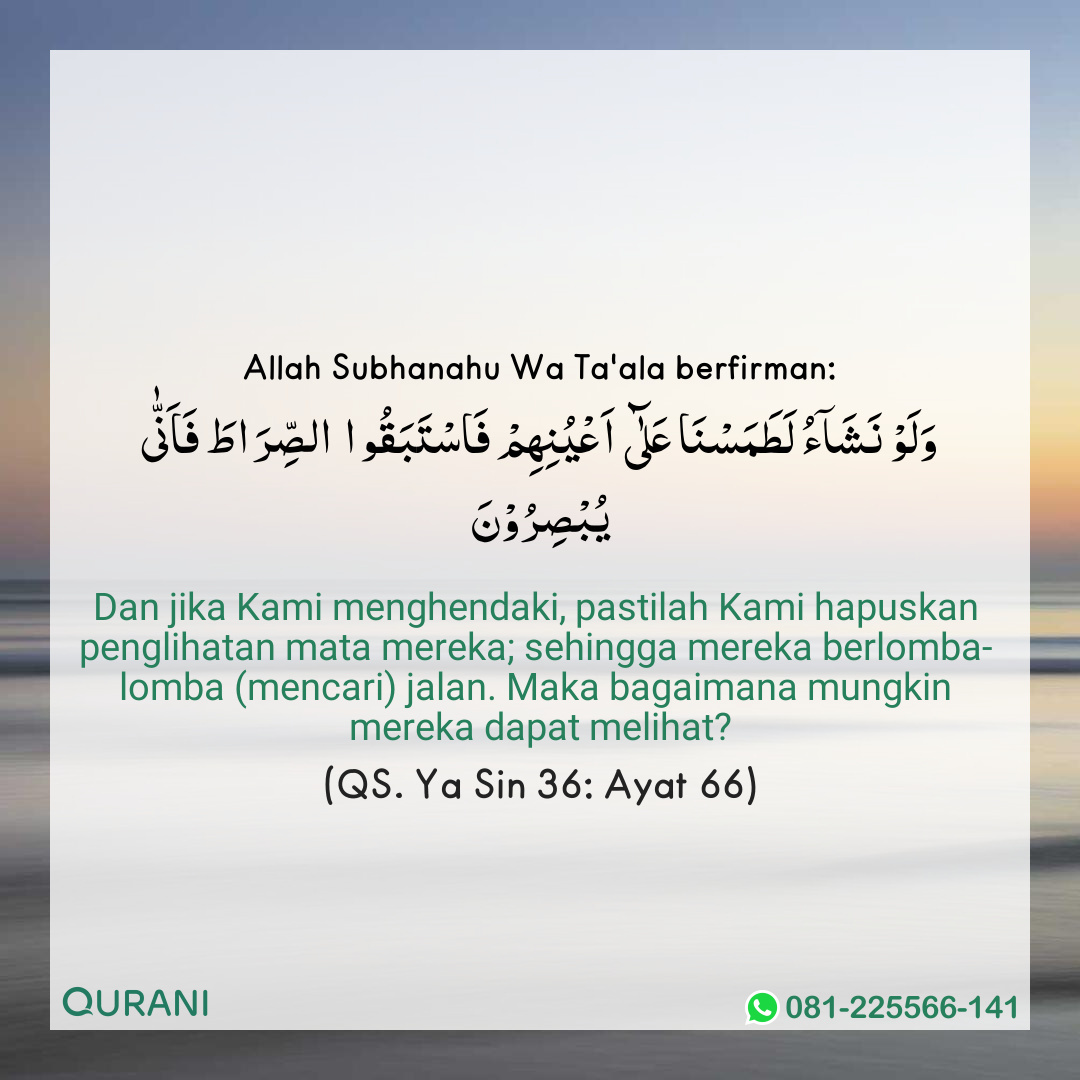 Allah Subhanahu Wa Ta'ala berfirman:
وَلَوْ نَشَآءُ لَطَمَسْنَا عَلٰۤى اَعْيُنِهِمْ فَاسْتَبَقُوا الصِّرَاطَ فَاَنّٰى
يُبْصِرُوْنَ
Dan jika Kami menghendaki, pastilah Kami hapuskan
penglihatan mata mereka; sehingga mereka berlomba-
lomba (mencari) jalan. Maka bagaimana mungkin
mereka dapat melihat?
(QS. Ya Sin 36: Ayat 66)
QURANI
081-225566-141